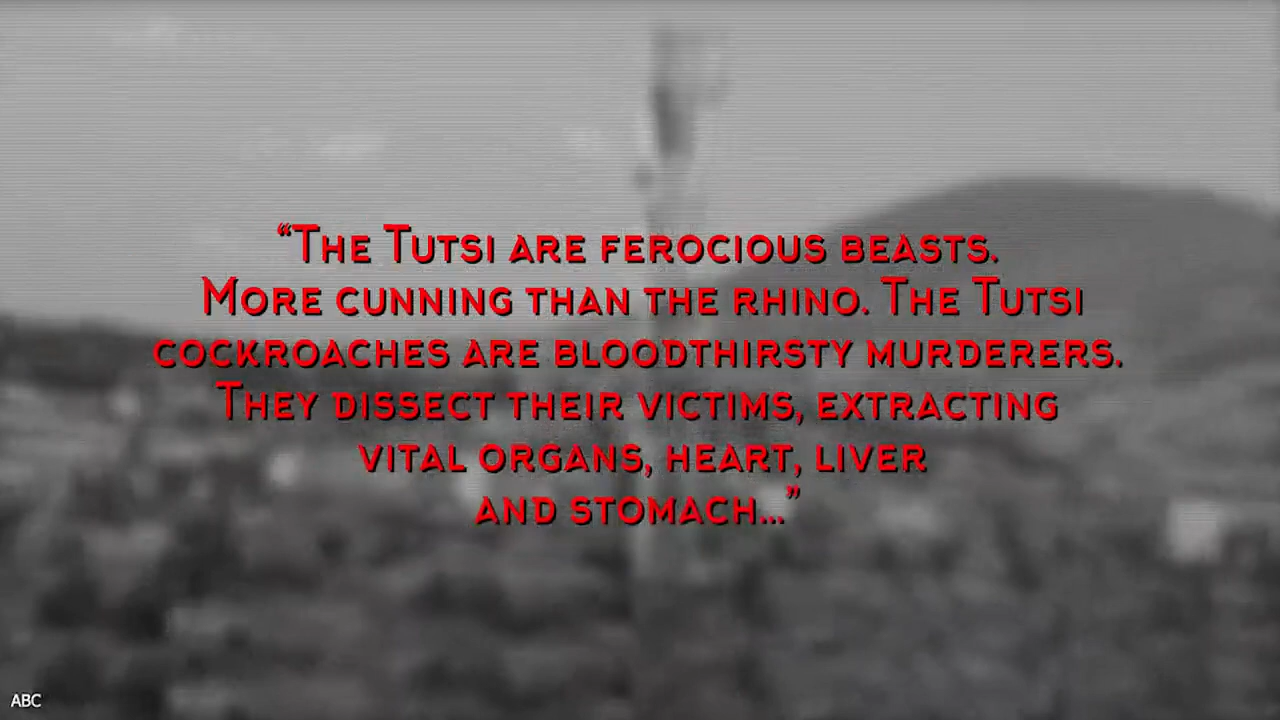 “The Tutsi are ferocious beasts.
More cunning than the rhino. The Tutsi
cockroaches are bloodthirsty murderers.
They dissect their victims, extracting
vital organs, heart, liver
and stomach...”
ABC